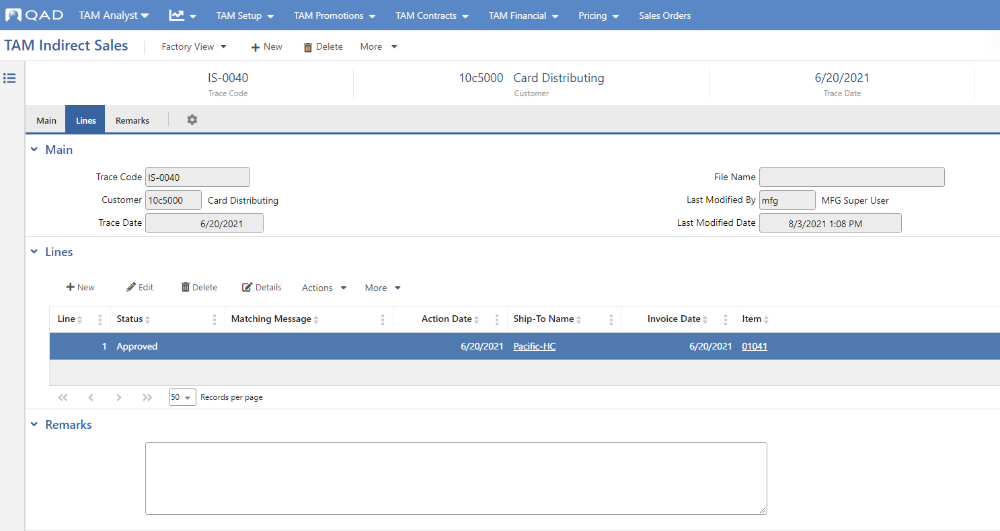 QAD TAM Analyst TAM Setup TAM Promotions TAM Contracts TAM Financial Pricing Sales Orders
TAM Indirect Sales Factory View New Delete More
IS-0040 10c5000 Card Distributing 6/20/2021
Trace Code Customer Trace Date
Main Lines Remarks
Main
Trace Code IS-0040 File Name
Customer 10c5000 Card Distributing Last Modified By mfg MFG Super User
Trace Date 6/20/2021 Last Modified Date 8/3/2021 1:08 PM
Lines
New Edit Delete Details Actions More
Line Status Matching Message Action Date Ship-To Name Invoice Date Item
1 Approved 6/20/2021 Pacific-HC 6/20/2021 01041
50 Records per page
Remarks